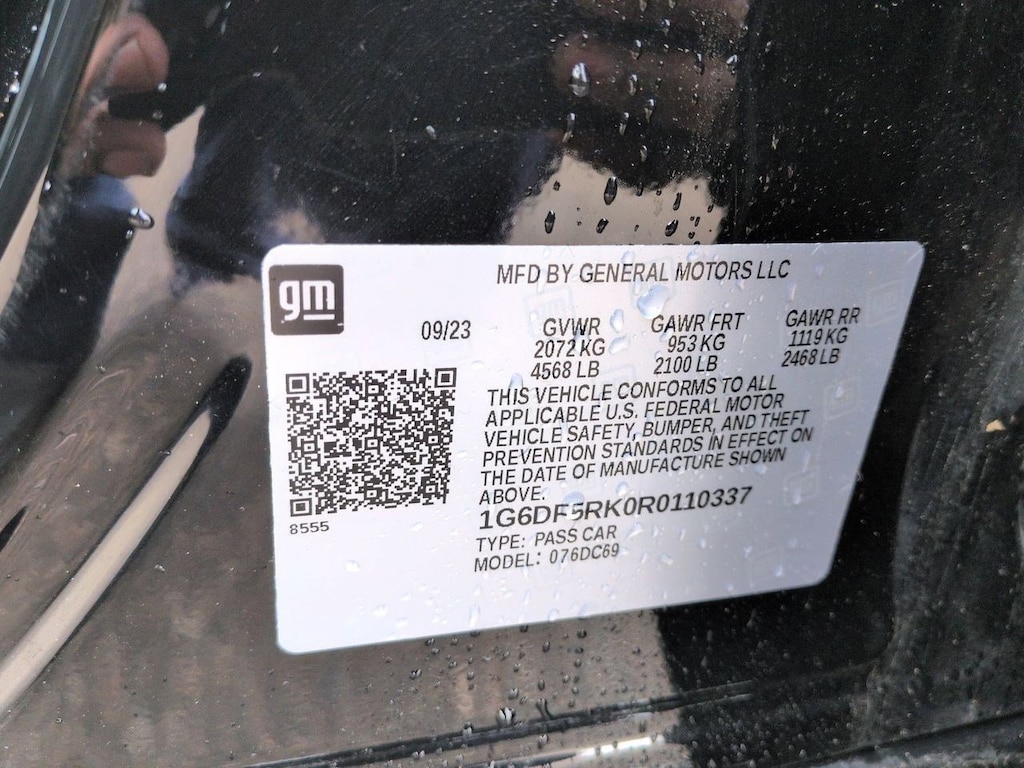 gm
MFD BY GENERAL MOTORS LLC
09/23 GVWR GAWR FRT GAWR RR
2072 KG 953 KG 1119 KG
4568 LB 2100 LB 2468 LB
THIS VEHICLE CONFORMS TO ALL
APPLICABLE U.S. FEDERAL MOTOR
VEHICLE SAFETY, BUMPER, AND THEFT
PREVENTION STANDARDS IN EFFECT ON
THE DATE OF MANUFACTURE SHOWN
ABOVE.
8555
1G6DF5RK0R0110337
TYPE: PASS CAR
MODEL: 076DC69